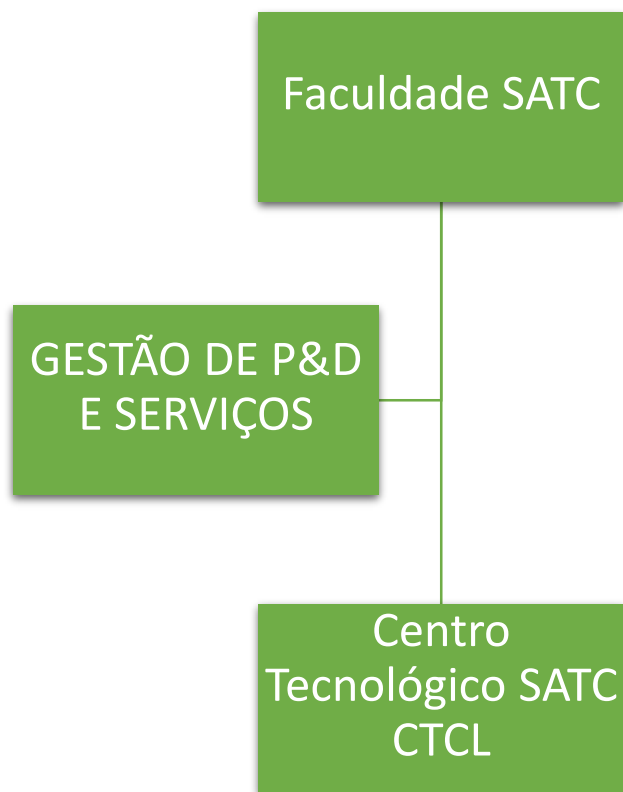 Faculdade SATC
GESTÃO DE P&D
E SERVIÇOS
Centro
Tecnológico SATC
CTCL